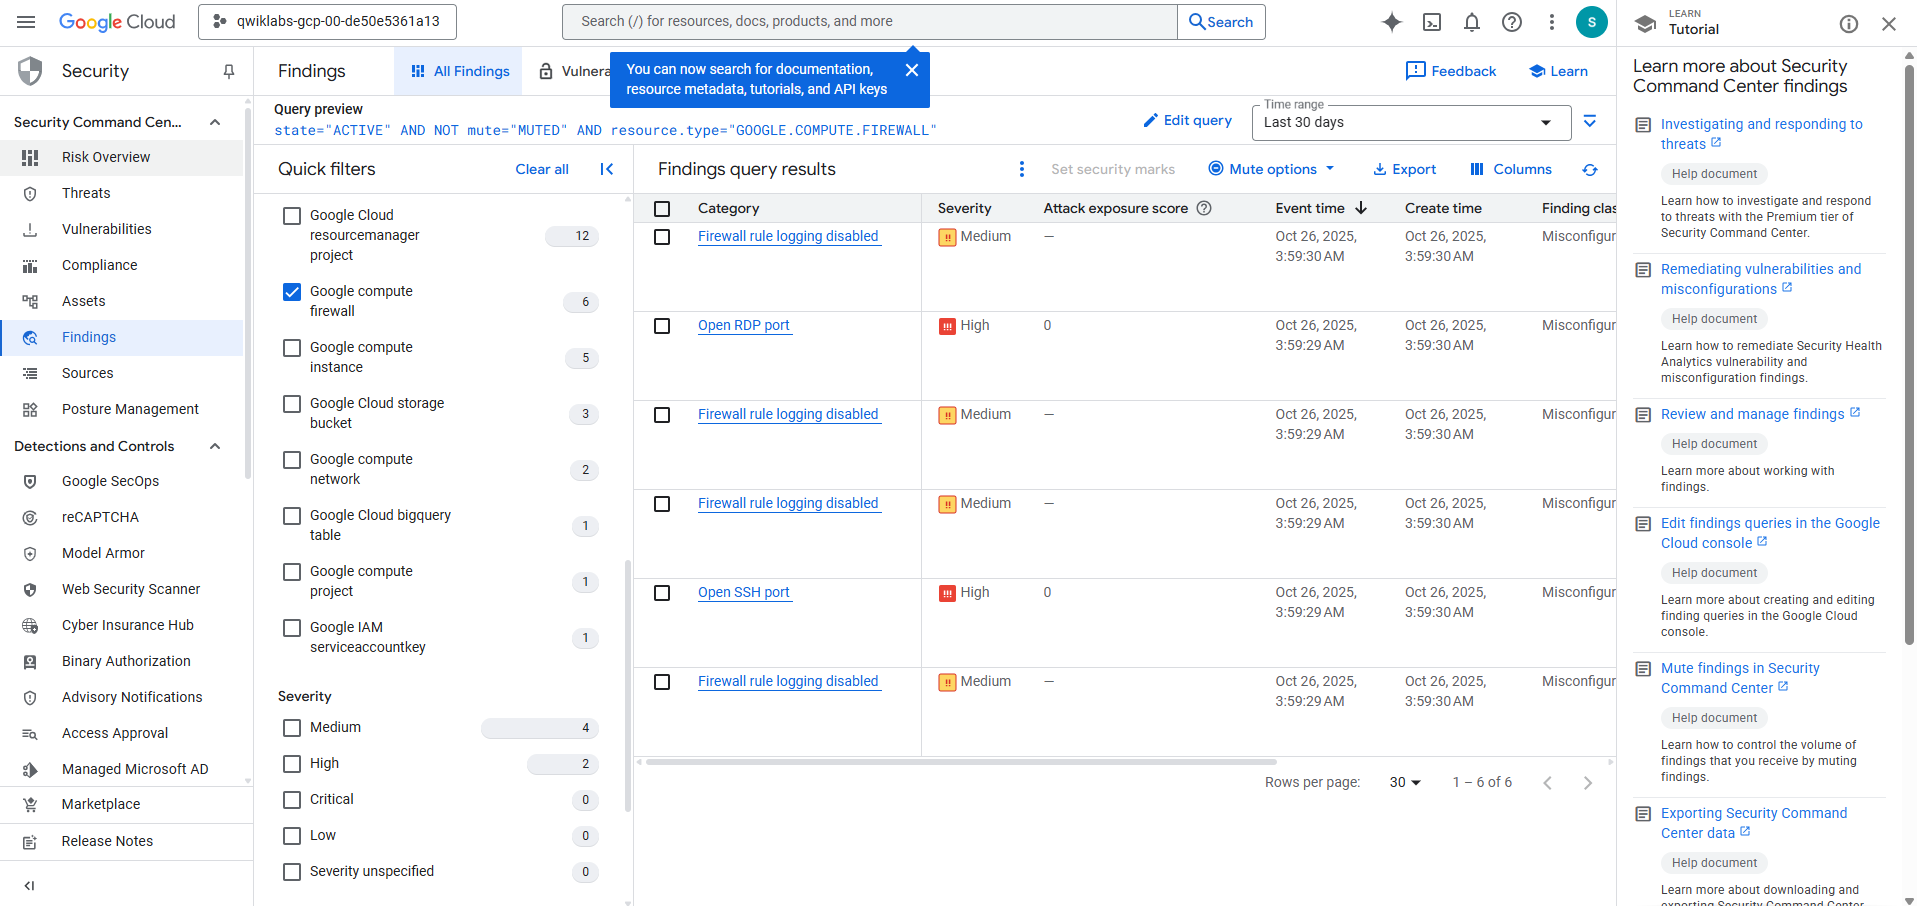 Google Cloud
qwiklabs-gcp-00-de50e5361a13
Search (/) for resources, docs, products, and more
Search
S
LEARN
Tutorial
Security
Findings
All Findings
Vulnera
You can now search for documentation,
resource metadata, tutorials, and API keys
Feedback
Learn
Query preview
state="ACTIVE" AND NOT mute="MUTED" AND resource.type="GOOGLE.COMPUTE.FIREWALL"
Edit query
Time range
Last 30 days
Security Command Cen...
Risk Overview
Threats
Vulnerabilities
Compliance
Assets
Findings
Sources
Posture Management
Detections and Controls
Google SecOps
reCAPTCHA
Model Armor
Web Security Scanner
Cyber Insurance Hub
Binary Authorization
Advisory Notifications
Access Approval
Managed Microsoft AD
Marketplace
Release Notes
Quick filters
Clear all
Google Cloud
resourcemanager
project
12
Google compute
firewall
6
Google compute
instance
5
Google Cloud storage
bucket
3
Google compute
network
2
Google Cloud bigquery
table
1
Google compute
project
1
Google IAM
serviceaccountkey
1
Severity
Medium
4
High
2
Critical
0
Low
0
Severity unspecified
0
Findings query results
Set security marks
Mute options
Export
Columns
Category
Severity
Attack exposure score
Event time
Create time
Finding clas
Firewall rule logging disabled
Medium
—
Oct 26, 2025,
3:59:30 AM
Oct 26, 2025,
3:59:30 AM
Misconfigur
Open RDP port
High
0
Oct 26, 2025,
3:59:29 AM
Oct 26, 2025,
3:59:30 AM
Misconfigur
Firewall rule logging disabled
Medium
—
Oct 26, 2025,
3:59:29 AM
Oct 26, 2025,
3:59:30 AM
Misconfigur
Firewall rule logging disabled
Medium
—
Oct 26, 2025,
3:59:29 AM
Oct 26, 2025,
3:59:30 AM
Misconfigur
Open SSH port
High
0
Oct 26, 2025,
3:59:29 AM
Oct 26, 2025,
3:59:30 AM
Misconfigur
Firewall rule logging disabled
Medium
—
Oct 26, 2025,
3:59:29 AM
Oct 26, 2025,
3:59:30 AM
Misconfigur
Rows per page:
30
1 – 6 of 6
Learn more about Security
Command Center findings
Investigating and responding to
threats
Help document
Learn how to investigate and respond
to threats with the Premium tier of
Security Command Center.
Remediating vulnerabilities and
misconfigurations
Help document
Learn how to remediate Security Health
Analytics vulnerability and
misconfiguration findings.
Review and manage findings
Help document
Learn more about working with
findings.
Edit findings queries in the Google
Cloud console
Help document
Learn more about creating and editing
finding queries in the Google Cloud
console.
Mute findings in Security
Command Center
Help document
Learn how to control the volume of
findings that you receive by muting
findings.
Exporting Security Command
Center data
Help document
Learn more about downloading and
exporting Security Command Center